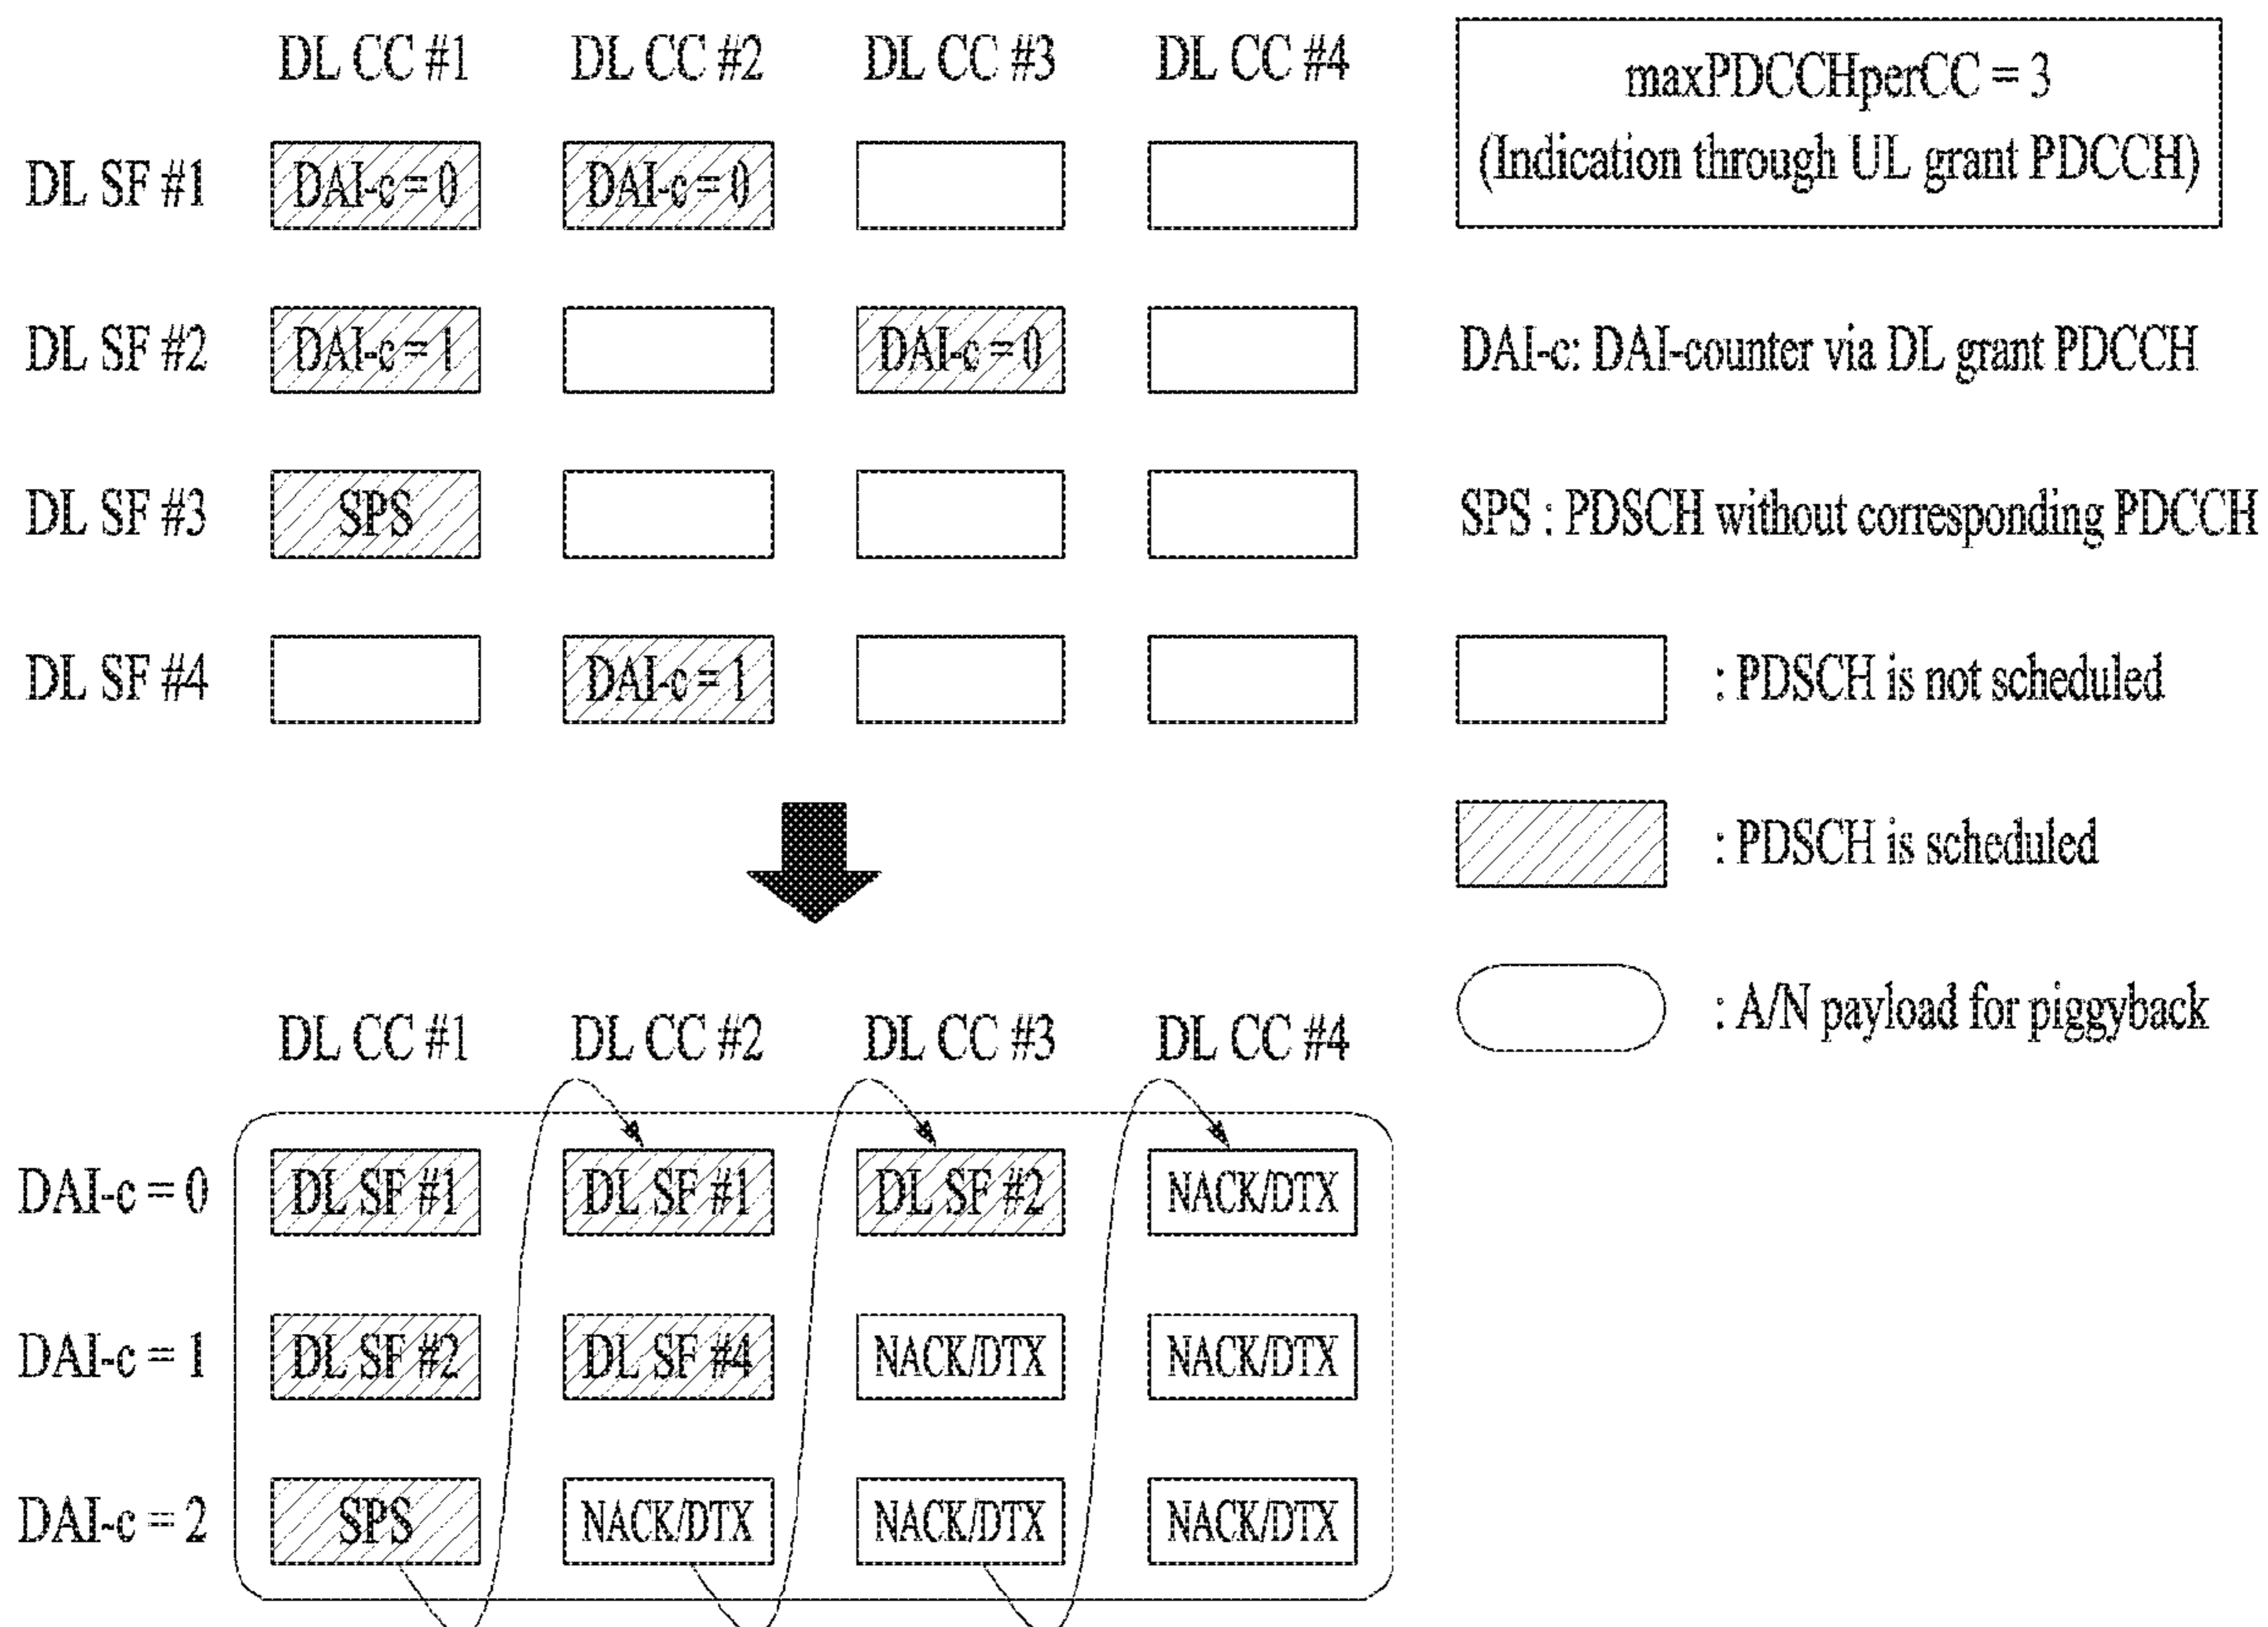 DL CC #1 DL CC #2 DL CC #3 DL CC #4
maxPDCCHperCC = 3
(Indication through UL grant PDCCH)
DL SF #1 DAI-c = 0 DAI-c = 0
DL SF #2 DAI-c = 1 DAI-c = 0
DAI-c: DAI-counter via DL grant PDCCH
DL SF #3 SPS
SPS : PDSCH without corresponding PDCCH
DL SF #4 DAI-c = 1
: PDSCH is not scheduled
: PDSCH is scheduled
: A/N payload for piggyback
DL CC #1 DL CC #2 DL CC #3 DL CC #4
DAI-c = 0 DL SF #1 DL SF #1 DL SF #2 NACK/DTX
DAI-c = 1 DL SF #2 DL SF #4 NACK/DTX NACK/DTX
DAI-c = 2 SPS NACK/DTX NACK/DTX NACK/DTX